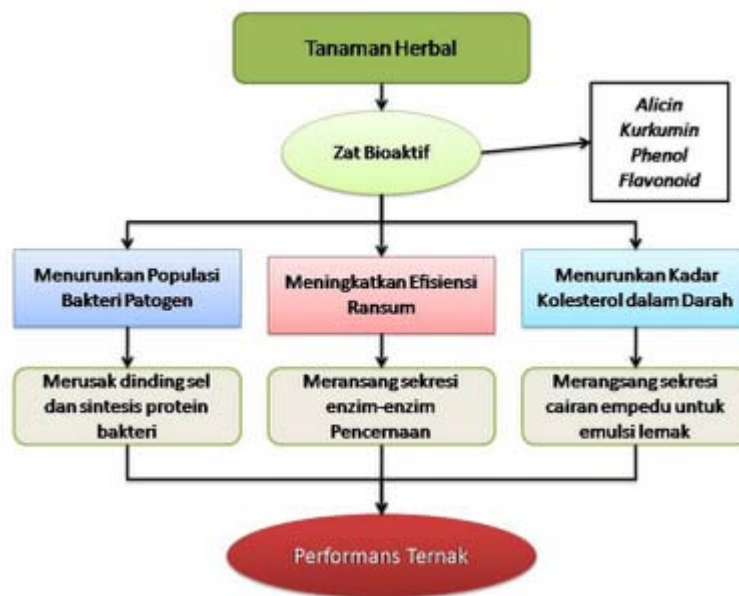 Tanaman Herbal
Zat Bioaktif
Alicin
Kurkumin
Phenol
Flavonoid
Menurunkan Populasi
Bakteri Patogen
Meningkatkan Efisiensi
Ransum
Menurunkan Kadar
Kolesterol dalam Darah
Merusak dinding sel
dan sintesis protein
bakteri
Meransang sekresi
enzim-enzim
Pencernaan
Merangsang sekresi
cairan empedu untuk
emulsi lemak
Performans Ternak